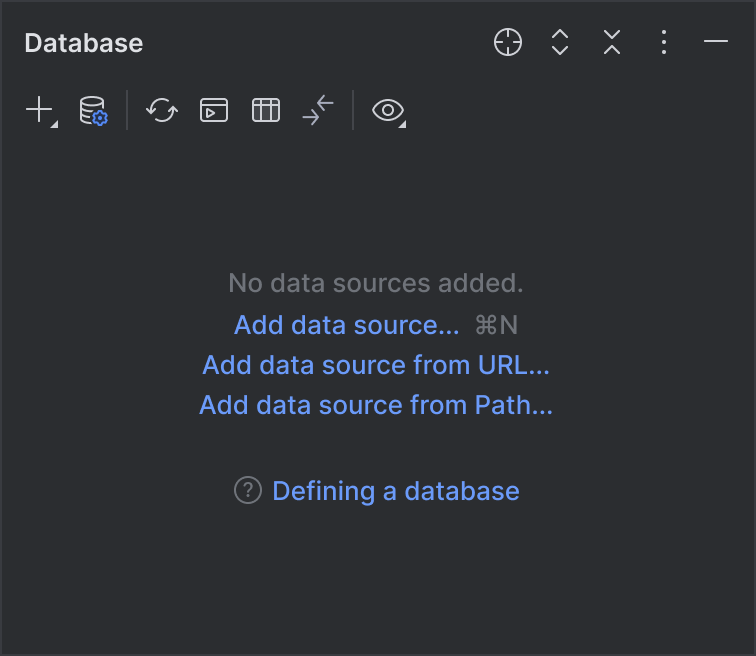 Database
No data sources added.
Add data source... ⌘N
Add data source from URL...
Add data source from Path...
? Defining a database